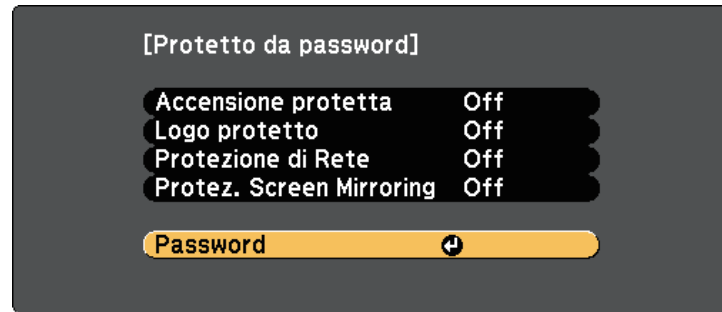 [Protetto da password]
Accensione protetta Off
Logo protetto Off
Protezione di Rete Off
Protez. Screen Mirroring Off
Password